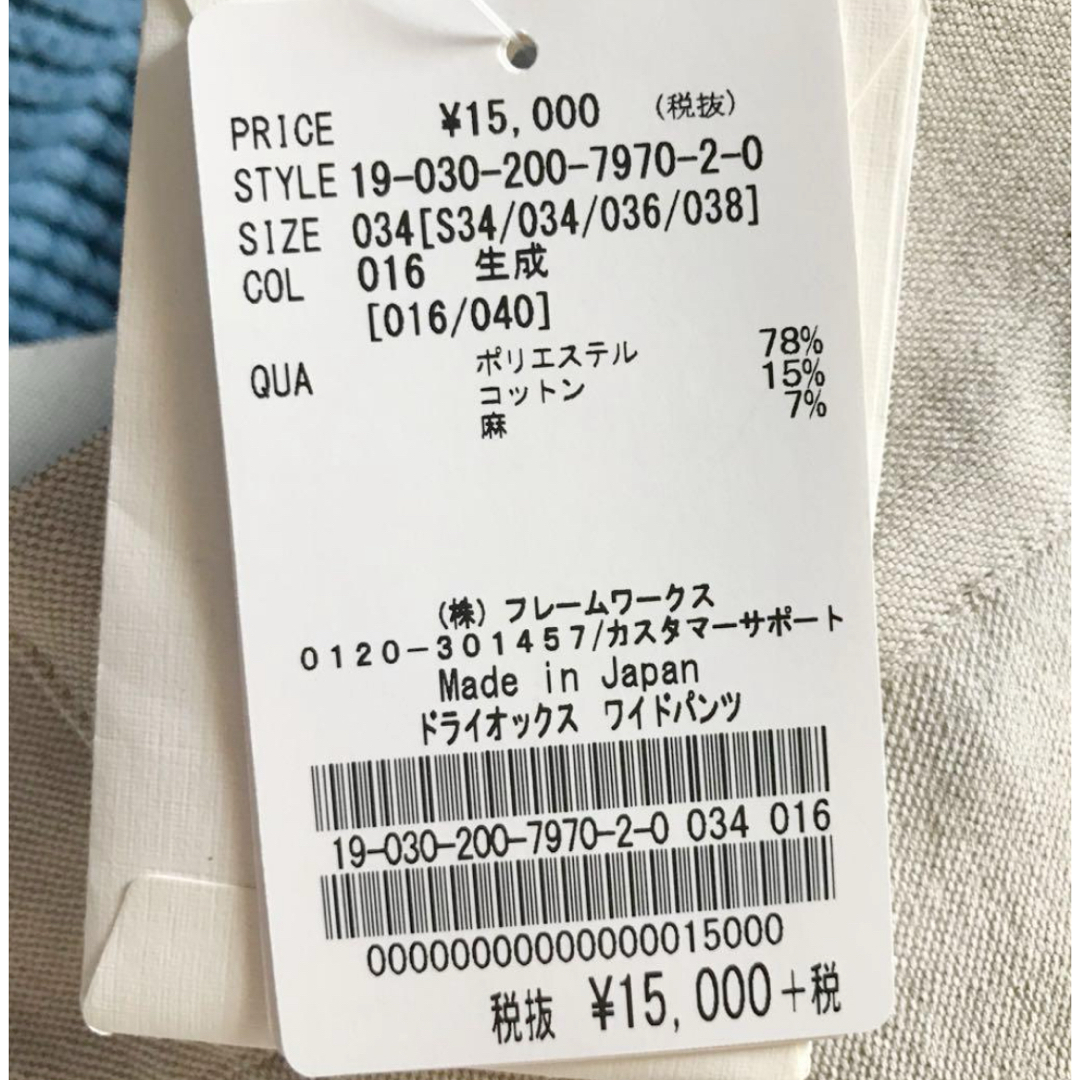 PRICE ¥15,000 (税抜)
STYLE 19-030-200-7970-2-0
SIZE 034[S34/034/036/038]
COL 016 生成
[016/040]
QUA ポリエステル 78%
コットン 15%
麻 7%
(株) フレームワークス
0120-301457/カスタマーサポート
Made in Japan
ドライオックス ワイドパンツ
19-030-200-7970-2-0 034 016
0000000000000015000
税抜 ¥15,000+税